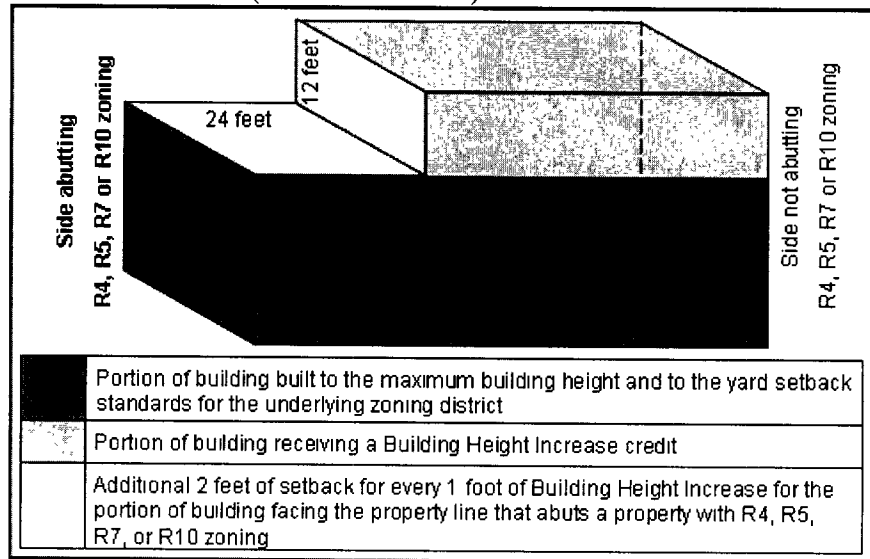 12 feet
24 feet
Side abutting
R4, R5, R7 or R10 zoning
Side not abutting
R4, R5, R7 or R10 zoning
Portion of building built to the maximum building height and to the yard setback
standards for the underlying zoning district
Portion of building receiving a Building Height Increase credit
Additional 2 feet of setback for every 1 foot of Building Height Increase for the
portion of building facing the property line that abuts a property with R4, R5,
R7, or R10 zoning